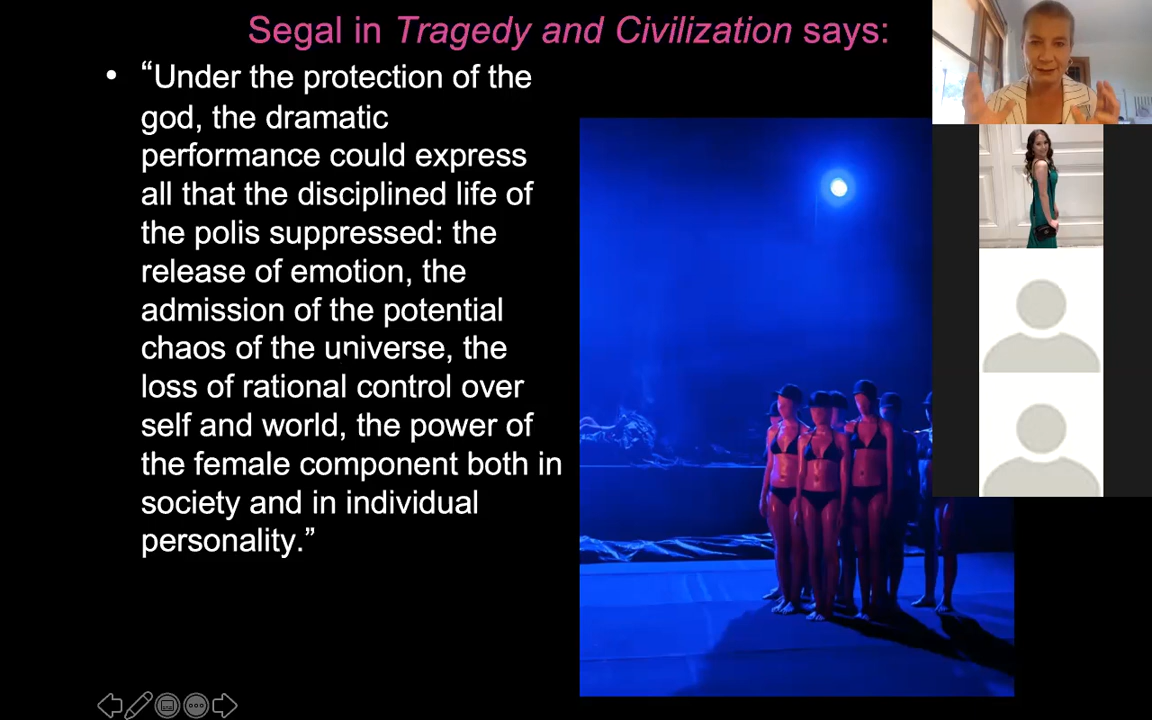 Segal in Tragedy and Civilization says:
• “Under the protection of the
god, the dramatic
performance could express
all that the disciplined life of
the polis suppressed: the
release of emotion, the
admission of the potential
chaos of the universe, the
loss of rational control over
self and world, the power of
the female component both in
society and in individual
personality.”